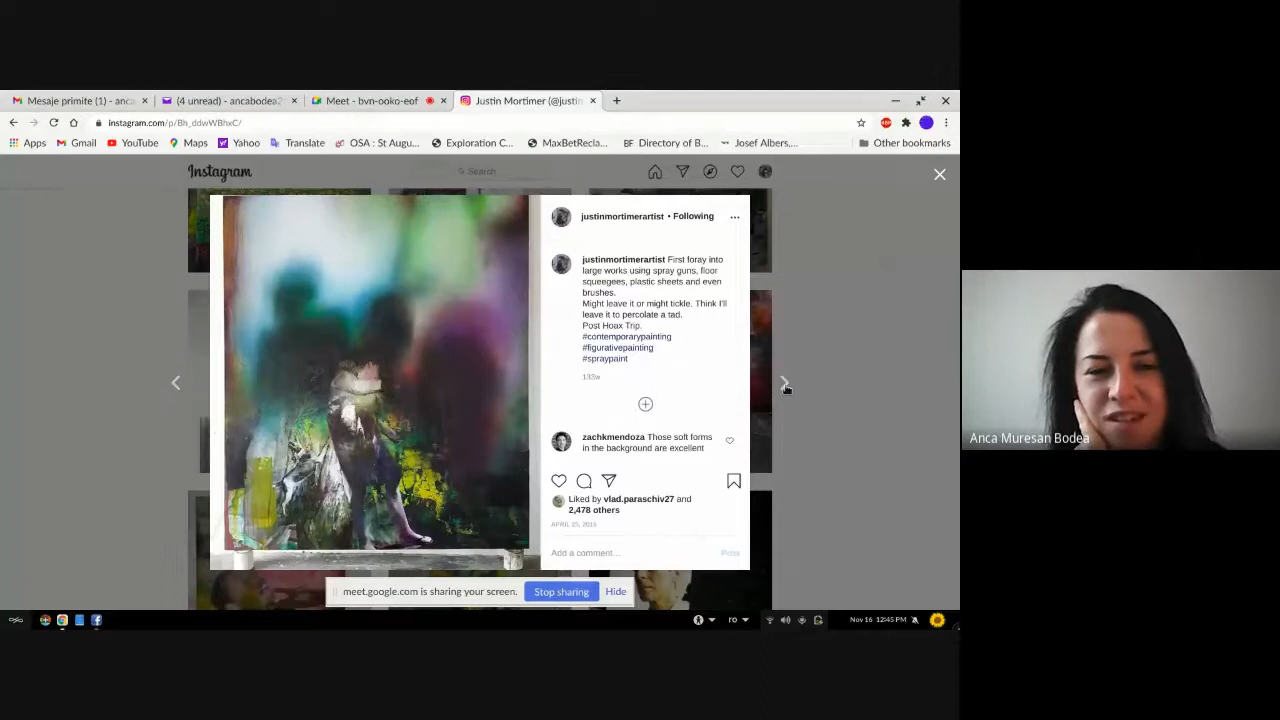 Mesaje primite (1) - anca
(4 unread) - ancabodea2
Meet - bvn-ooko-eof
Justin Mortimer (@justin
instagram.com/p/Bh_ddwWBhxC/
Apps
Gmail
YouTube
Maps
Yahoo
Translate
OSA : St Augu...
Exploration C...
MaxBetRecla...
BF Directory of B...
Josef Albers,...
Other bookmarks
Instagram
Search
justinmortimerartist • Following
justinmortimerartist First foray into
large works using spray guns, floor
squeegees, plastic sheets and even
brushes.
Might leave it or might tickle. Think I'll
leave it to percolate a tad.
Post Hoax Trip.
#contemporarypainting
#figurativepainting
#spraypaint
133w
zachkmendoza Those soft forms
in the background are excellent
Liked by vlad.paraschiv27 and
2,478 others
Add a comment...
Post
meet.google.com is sharing your screen.
Stop sharing
Hide
ro
Nov 16 12:45 PM
Anca Muresan Bodea